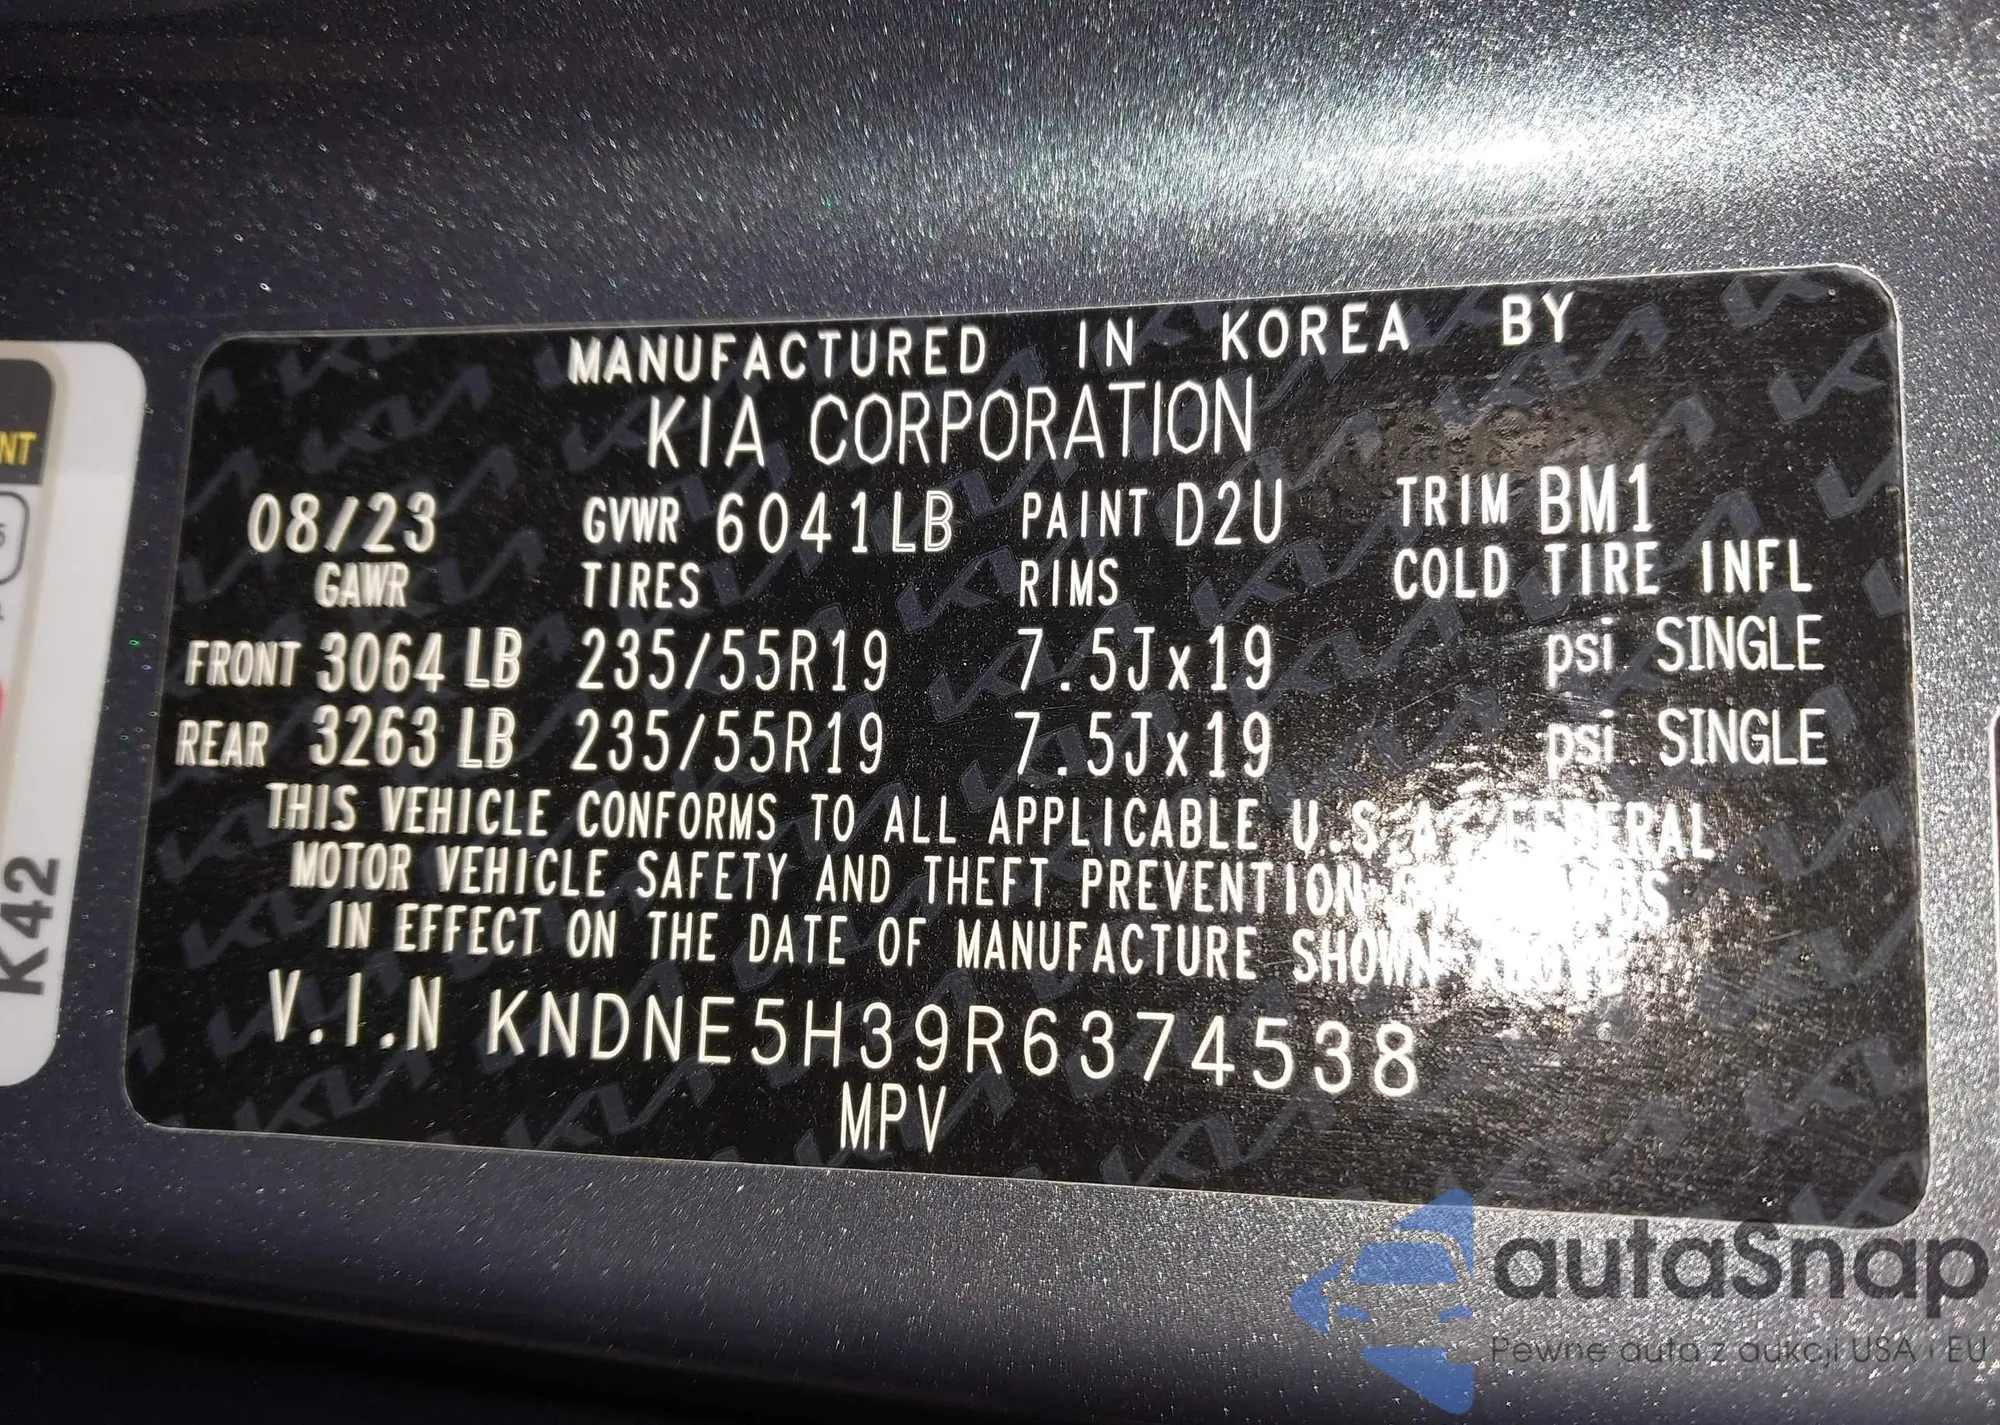 MANUFACTURED IN KOREA BY
KIA CORPORATION
08/23 GVWR 6041LB PAINT D2U TRIM BM1
GAWR TIRES RIMS COLD TIRE INFL
FRONT 3064 LB 235/55R19 7.5Jx19 psi SINGLE
REAR 3263 LB 235/55R19 7.5Jx19 psi SINGLE
THIS VEHICLE CONFORMS TO ALL APPLICABLE U.S.A. FEDERAL
MOTOR VEHICLE SAFETY AND THEFT PREVENTION
IN EFFECT ON THE DATE OF MANUFACTURE SHOWN ABOVE
V.I.N KNDNE5H39R6374538
MPV
NT
K42
autaSnap
Pewne auta z aukcji USA i EU